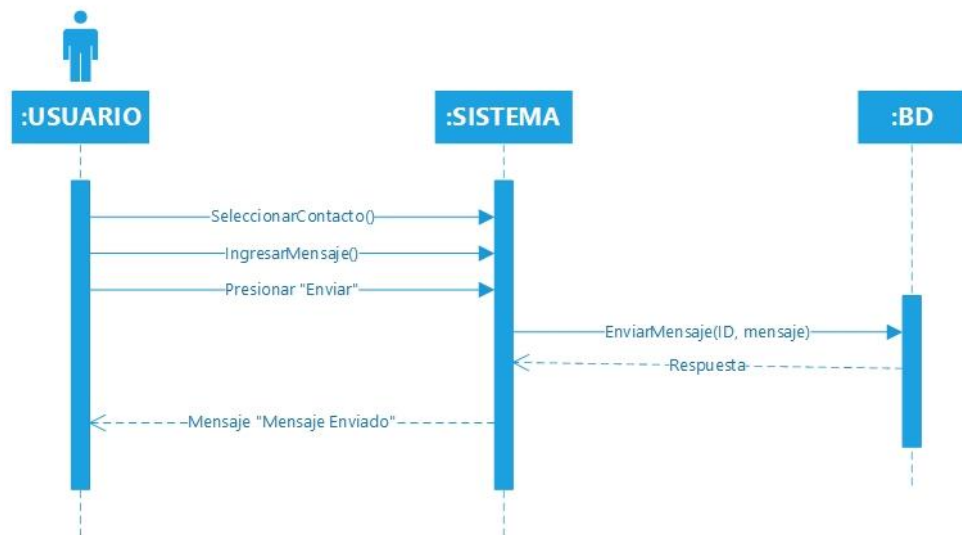 :USUARIO
:SISTEMA
:BD
SeleccionarContacto()
IngresarMensaje()
Presionar "Enviar"
EnviarMensaje(ID, mensaje)
Respuesta
Mensaje "Mensaje Enviado"